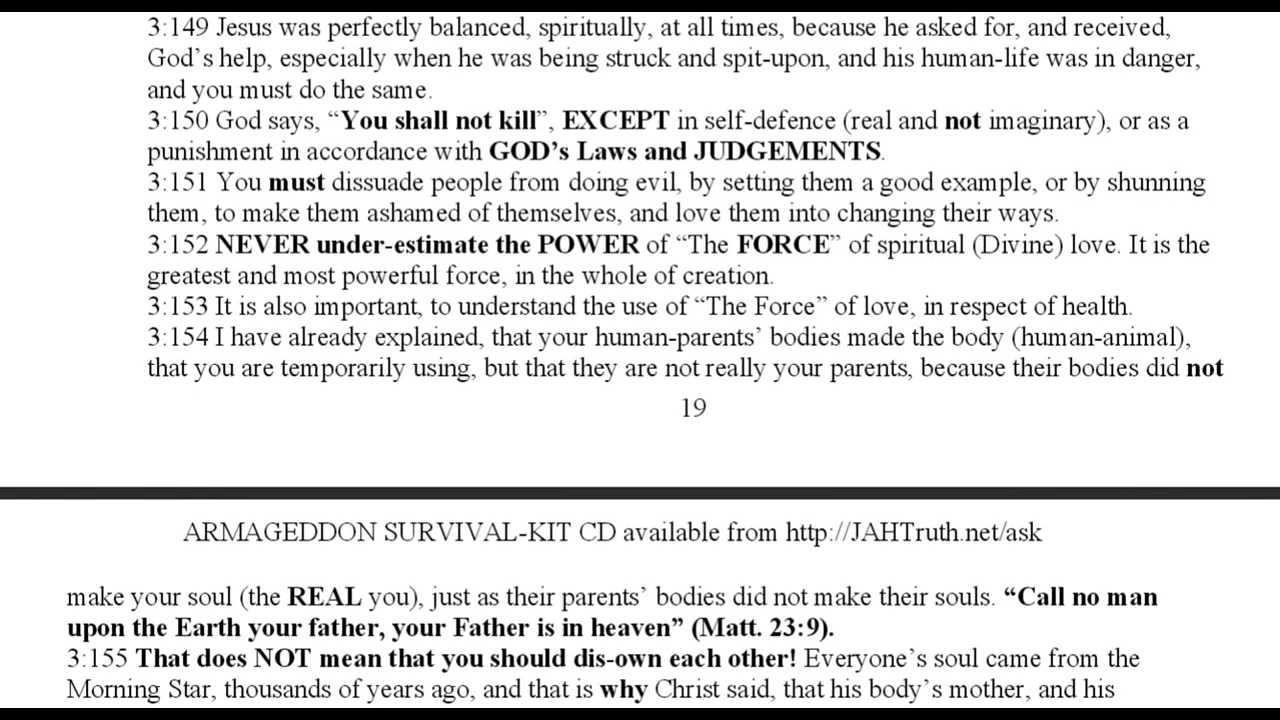 3:149 Jesus was perfectly balanced, spiritually, at all times, because he asked for, and received,
God's help, especially when he was being struck and spit-upon, and his human-life was in danger,
and you must do the same.
3:150 God says, “You shall not kill”, EXCEPT in self-defence (real and not imaginary), or as a
punishment in accordance with GOD's Laws and JUDGEMENTS.
3:151 You must dissuade people from doing evil, by setting them a good example, or by shunning
them, to make them ashamed of themselves, and love them into changing their ways.
3:152 NEVER under-estimate the POWER of “The FORCE” of spiritual (Divine) love. It is the
greatest and most powerful force, in the whole of creation.
3:153 It is also important, to understand the use of “The Force” of love, in respect of health.
3:154 I have already explained, that your human-parents’ bodies made the body (human-animal),
that you are temporarily using, but that they are not really your parents, because their bodies did not
19
ARMAGEDDON SURVIVAL-KIT CD available from http://JAHTruth.net/ask
make your soul (the REAL you), just as their parents’ bodies did not make their souls. “Call no man
upon the Earth your father, your Father is in heaven” (Matt. 23:9).
3:155 That does NOT mean that you should dis-own each other! Everyone's soul came from the
Morning Star, thousands of years ago, and that is why Christ said, that his body's mother, and his